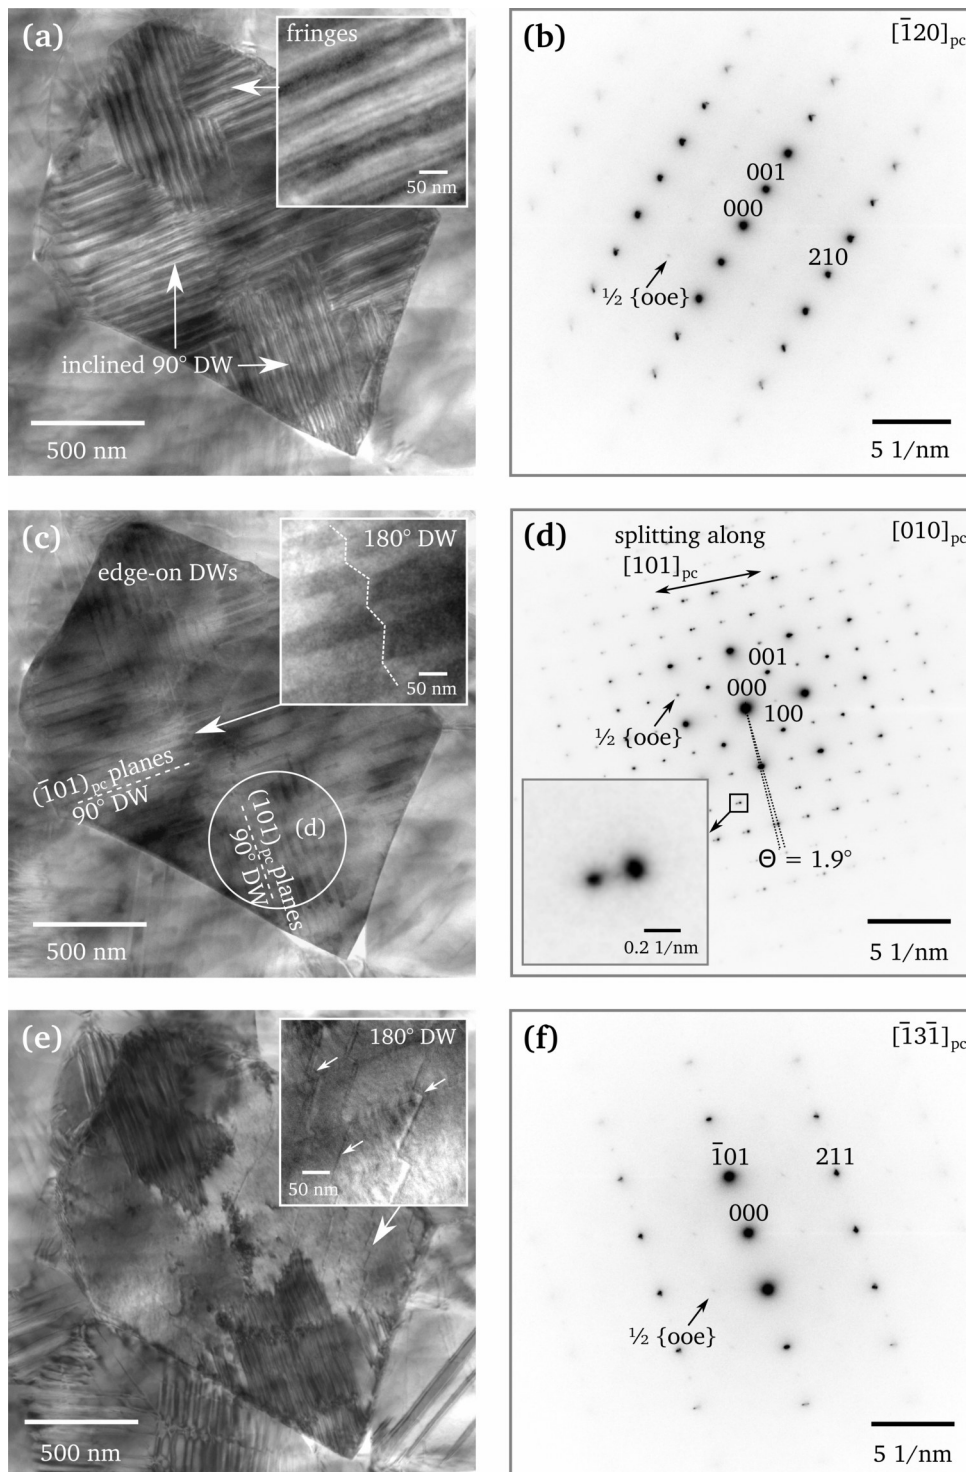 (a)
fringes
50 nm
inclined 90° DW
500 nm
(b)
[1̄20]pc
001
000
210
½ {ooe}
5 1/nm
(c)
180° DW
edge-on DWs
50 nm
(1̄01)pc planes
90° DW
(101)pc planes
90° DW
(d)
500 nm
(d)
[010]pc
splitting along
[101]pc
001
000
100
½ {ooe}
Θ = 1.9°
0.2 1/nm
5 1/nm
(e)
180° DW
50 nm
500 nm
(f)
[1̄31̄]pc
1̄01
211
000
½ {ooe}
5 1/nm